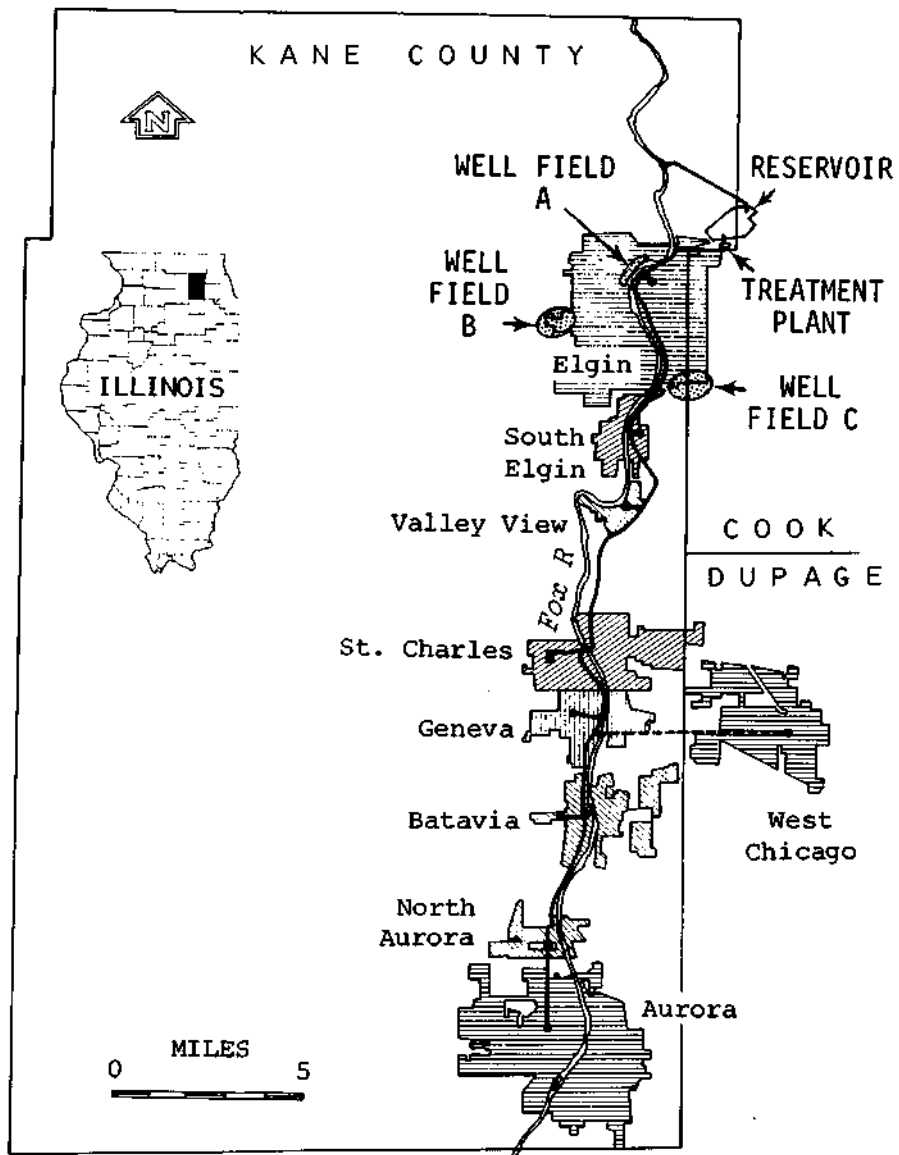 KANE COUNTY
N
WELL FIELD
A
RESERVOIR
WELL
FIELD
B
TREATMENT
PLANT
ILLINOIS
Elgin
WELL
FIELD C
South
Elgin
Valley View
COOK
DUPAGE
Fox R
St. Charles
Geneva
Batavia
West
Chicago
North
Aurora
Aurora
MILES
0 5